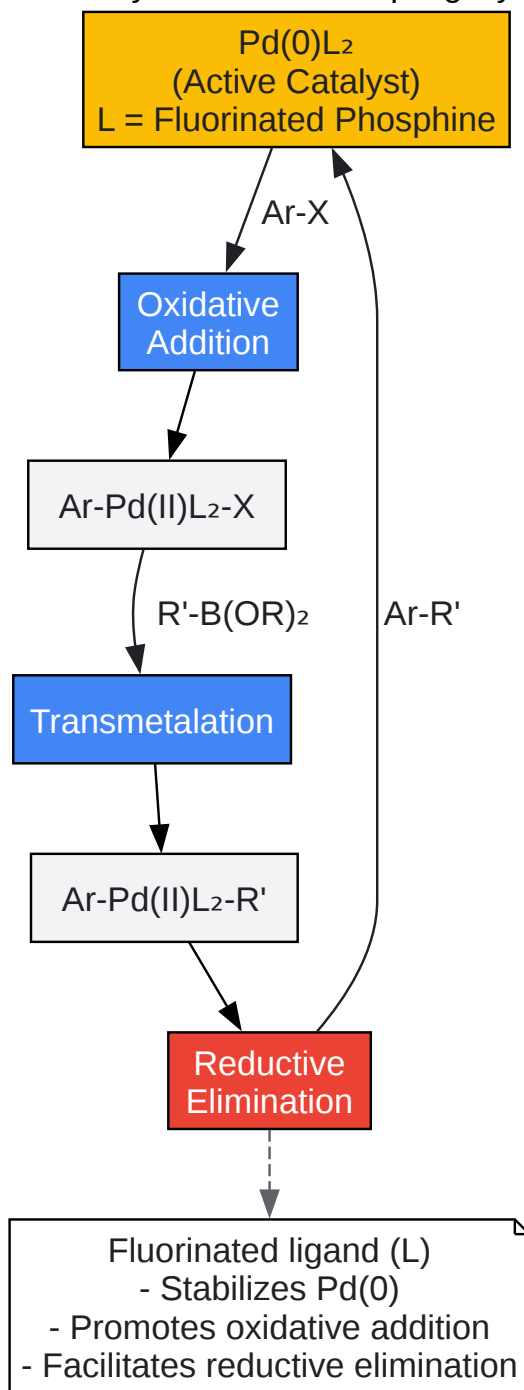 Pd(0)L₂
(Active Catalyst)
L = Fluorinated Phosphine
Ar-X
Oxidative
Addition
Ar-Pd(II)L₂-X
R'-B(OR)₂
Ar-R'
Transmetalation
Ar-Pd(II)L₂-R'
Reductive
Elimination
Fluorinated ligand (L)
- Stabilizes Pd(0)
- Promotes oxidative addition
- Facilitates reductive elimination